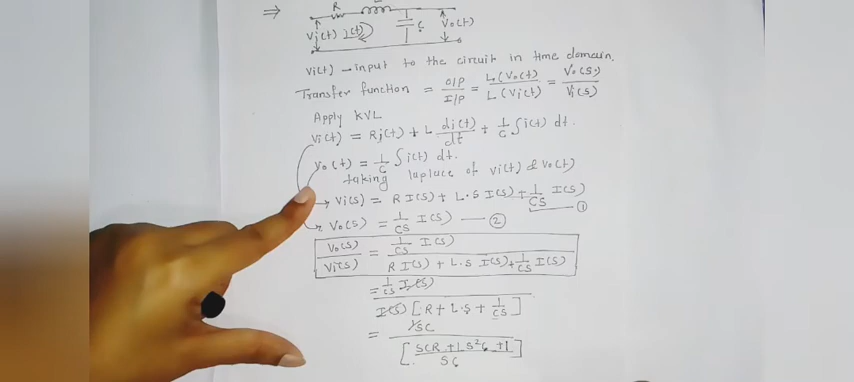 ⇒ R L
Vi(t) i(t) C Vo(t)
Vi(t) – input to the circuit in time domain.
Transfer function = O/P / I/P = L(Vo(t)) / L(Vi(t)) = Vo(s) / Vi(s)
Apply KVL
Vi(t) = Ri(t) + L di(t)/dt + 1/C ∫i(t) dt.
Vo(t) = 1/C ∫i(t) dt.
taking laplace of Vi(t) & Vo(t)
→ Vi(s) = R I(s) + L·s I(s) + 1/CS I(s) —①
→ Vo(s) = 1/CS I(s) —②
Vo(s) / Vi(s) = 1/CS I(s) / R I(s) + L·s I(s) + 1/CS I(s)
= 1/CS I(s) / I(s) [R + L·s + 1/CS]
= 1/SC / [SCR + LS²C + 1 / SC]